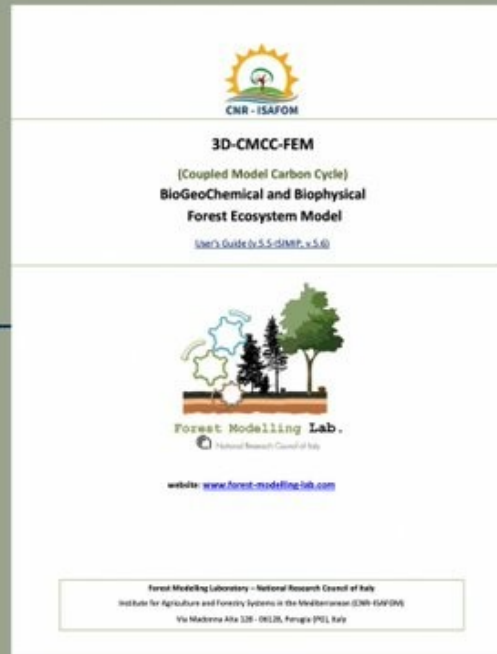 CNR - ISAFOM
3D-CMCC-FEM
(Coupled Model Carbon Cycle)
BioGeoChemical and Biophysical
Forest Ecosystem Model
User's Guide (v.5.5-ISIMIP, v.5.6)
Forest Modelling Lab.
National Research Council of Italy
website: www.forest-modelling-lab.com
Forest Modelling Laboratory – National Research Council of Italy
Institute for Agriculture and Forestry Systems in the Mediterranean (CNR-ISAFOM)
Via Madonna Alta 128 - 06128, Perugia (PG), Italy